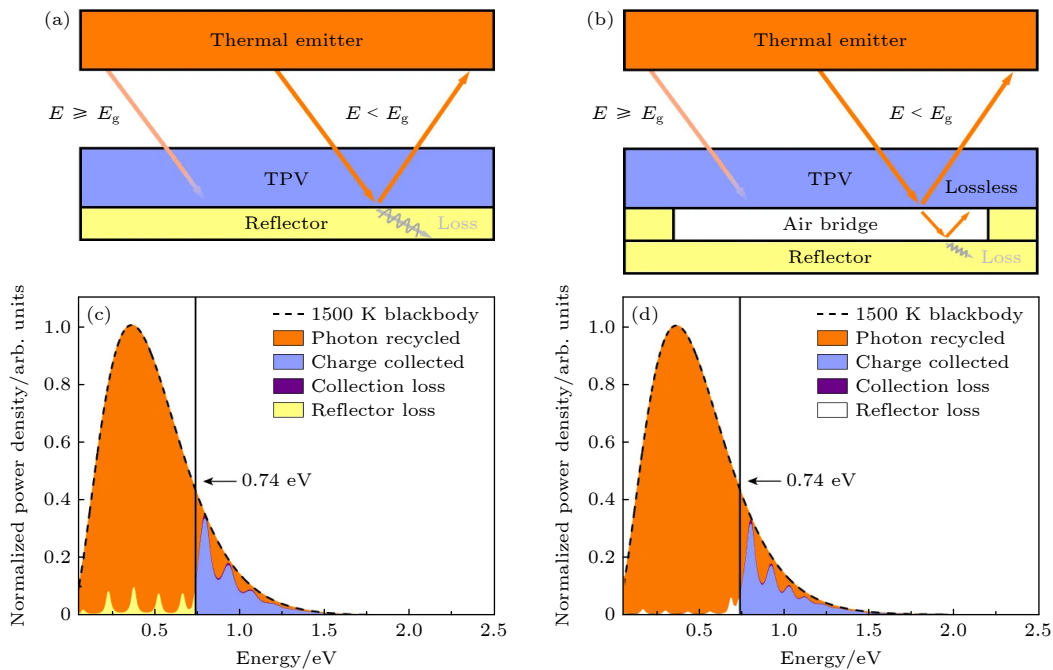 (a)
Thermal emitter
E ⩾ Eg
E < Eg
TPV
Reflector
Loss
(b)
Thermal emitter
E ⩾ Eg
E < Eg
TPV
Lossless
Air bridge
Loss
Reflector
(c)
1500 K blackbody
Photon recycled
Charge collected
Collection loss
Reflector loss
0.74 eV
Normalized power density/arb. units
1.0
0.8
0.6
0.4
0.2
0
0.5
1.0
1.5
2.0
2.5
Energy/eV
(d)
1500 K blackbody
Photon recycled
Charge collected
Collection loss
Reflector loss
0.74 eV
Normalized power density/arb. units
1.0
0.8
0.6
0.4
0.2
0
0.5
1.0
1.5
2.0
2.5
Energy/eV